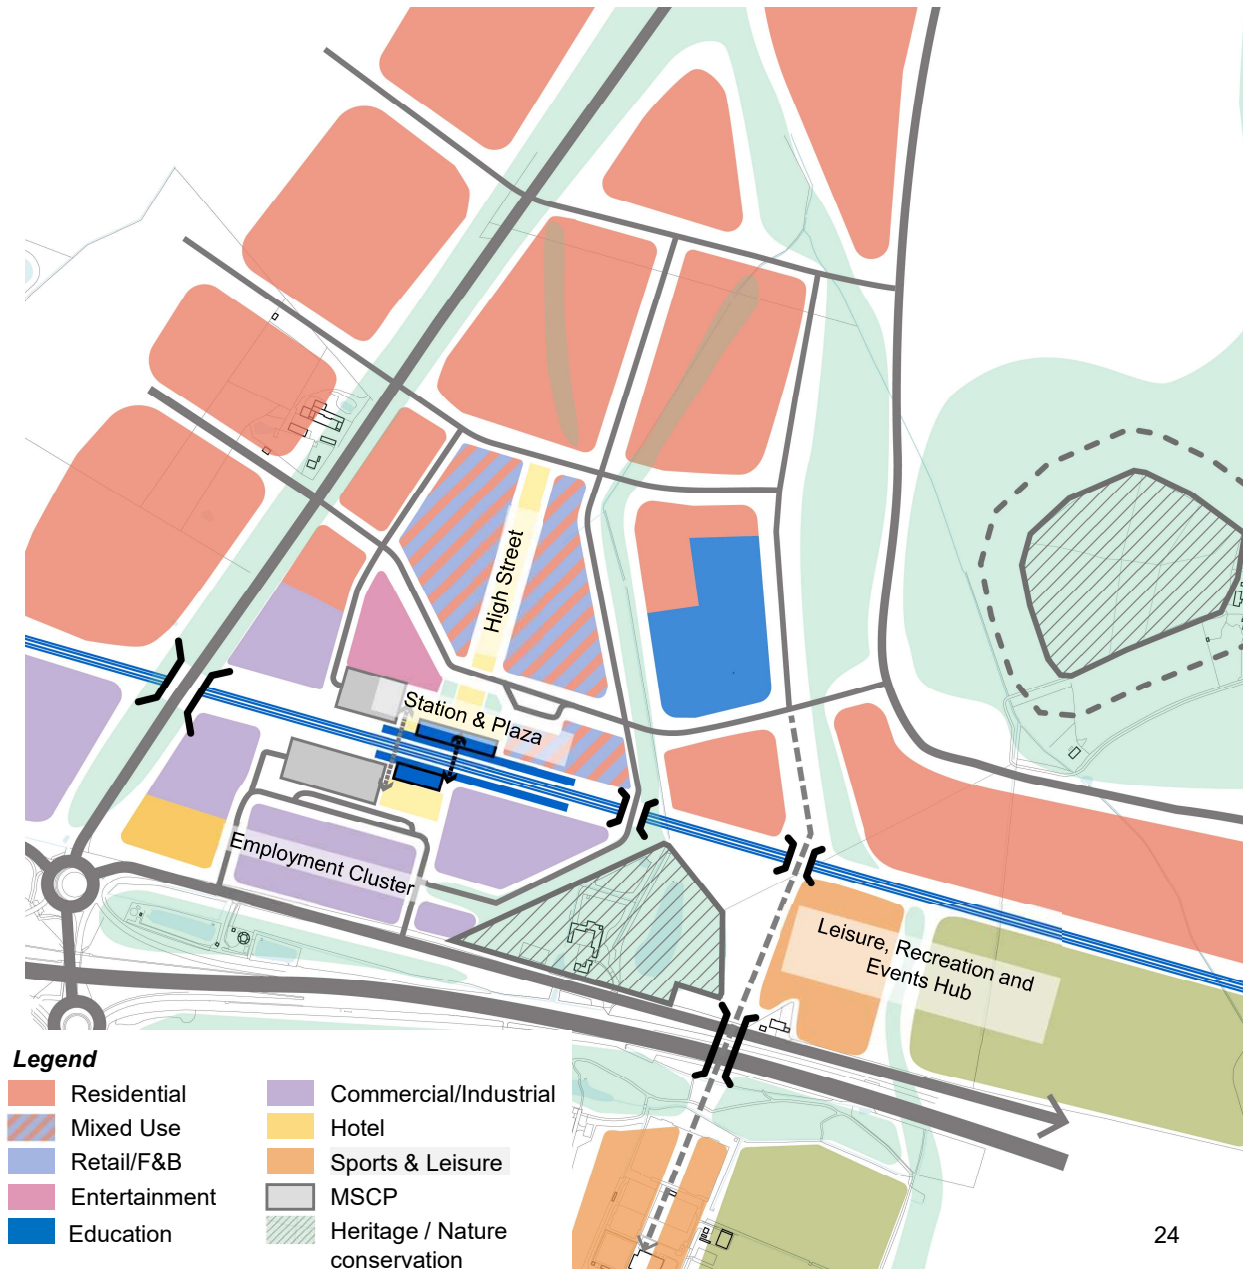 High Street
Station & Plaza
Employment Cluster
Leisure, Recreation and
Events Hub
Legend
Residential
Mixed Use
Retail/F&B
Entertainment
Education
Commercial/Industrial
Hotel
Sports & Leisure
MSCP
Heritage / Nature
conservation
24